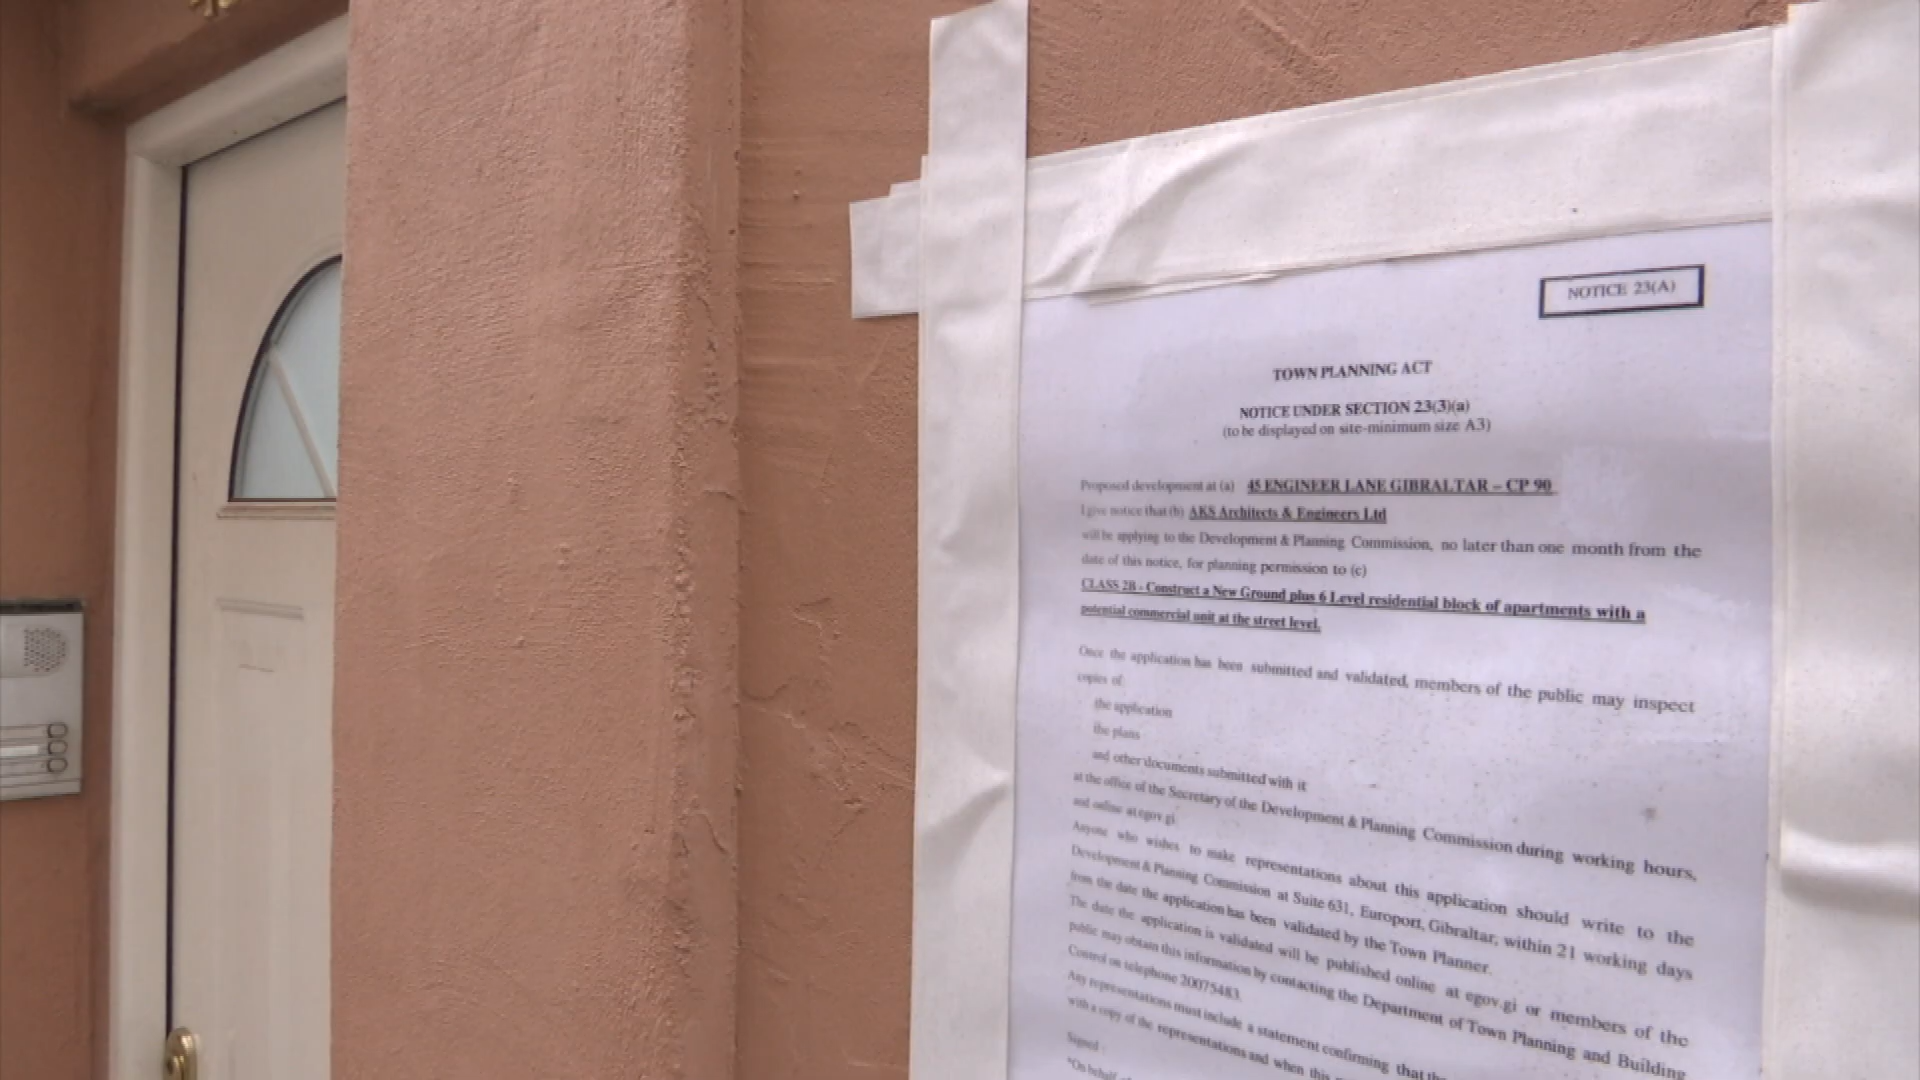 NOTICE 23(A)
TOWN PLANNING ACT
NOTICE UNDER SECTION 23(3)(a)
(to be displayed on site-minimum size A3)
Proposed development at (a) 45 ENGINEER LANE GIBRALTAR – CP 90
I give notice that (b) AKS Architects & Engineers Ltd
will be applying to the Development & Planning Commission, no later than one month from the
date of this notice, for planning permission to (c)
CLASS 2B - Construct a New Ground plus 6 Level residential block of apartments with a
potential commercial unit at the street level.
Once the application has been submitted and validated, members of the public may inspect
copies of:
the application
the plans
and other documents submitted with it
at the office of the Secretary of the Development & Planning Commission during working hours,
and online at egov.gi.
Anyone who wishes to make representations about this application should write to the
Development & Planning Commission at Suite 631, Europort, Gibraltar, within 21 working days
from the date the application has been validated by the Town Planner.
The date the application is validated will be published online at egov.gi or members of the
public may obtain this information by contacting the Department of Town Planning and Building
Control on telephone 20075483.
Any representations must include a statement confirming that the
with a copy of the representations and when this
Signed
"On behalf of